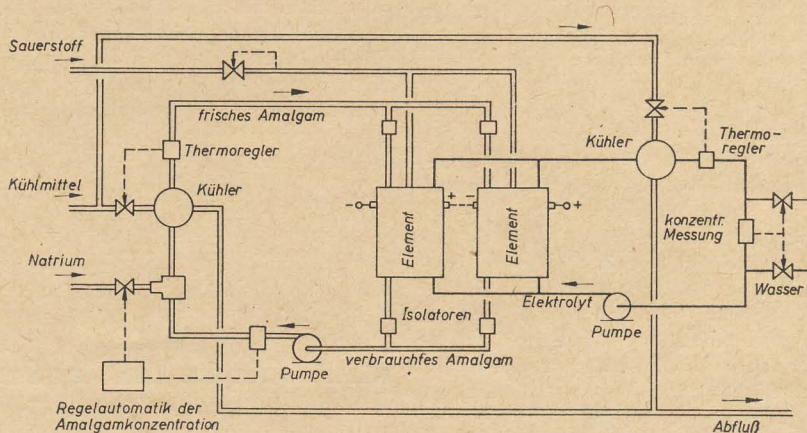 Sauerstoff
frisches Amalgam
Thermoregler
Kühler
Thermo-
regler
Kühlmittel
Kühler
- + - +
Element
Element
konzentr.
Messung
Natrium
Wasser
Isolatoren
Elektrolyt
Pumpe
verbrauchtes Amalgam
Pumpe
Regelautomatik der
Amalgamkonzentration
Abfluß